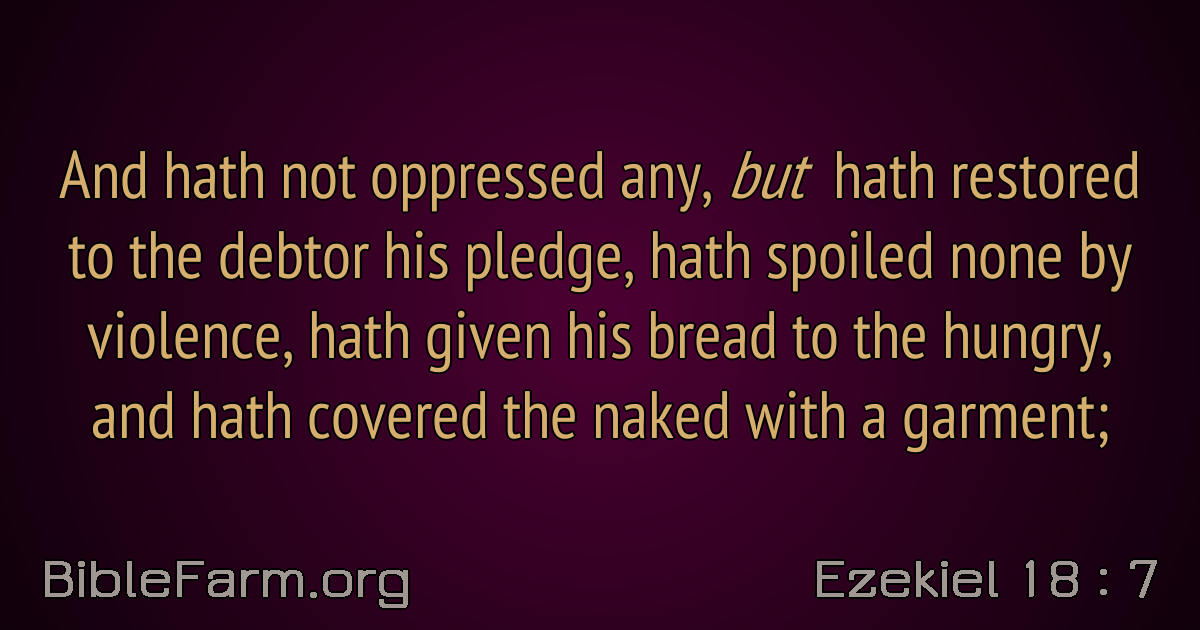 And hath not oppressed any, but hath restored
to the debtor his pledge, hath spoiled none by
violence, hath given his bread to the hungry,
and hath covered the naked with a garment;
BibleFarm.org
Ezekiel 18 : 7